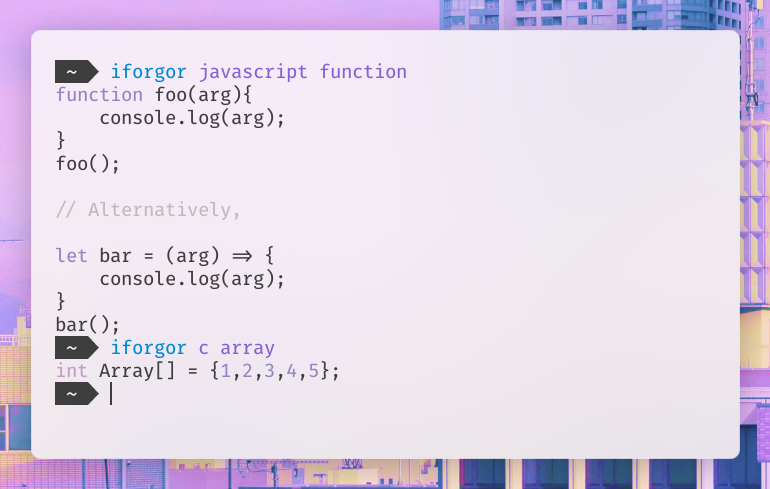 ~ iforgor javascript function
function foo(arg){
    console.log(arg);
}
foo();

// Alternatively,

let bar = (arg) => {
    console.log(arg);
}
bar();
~ iforgor c array
int Array[] = {1,2,3,4,5};
~